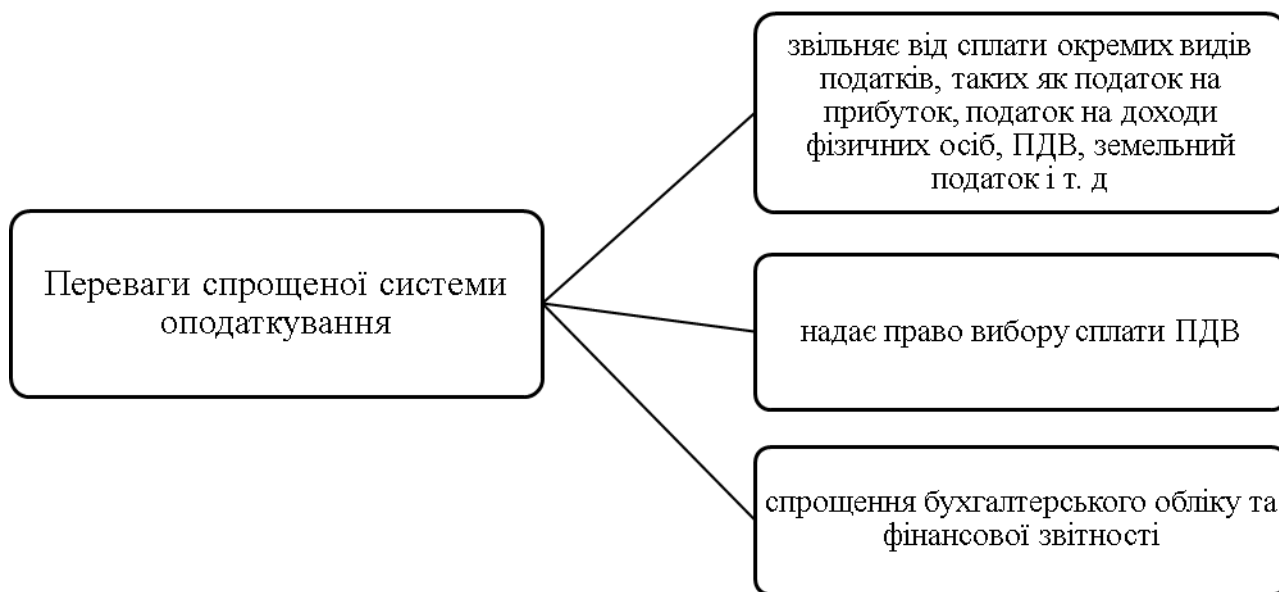 Переваги спрощеної системи
оподаткування
звільняє від сплати окремих видів
податків, таких як податок на
прибуток, податок на доходи
фізичних осіб, ПДВ, земельний
податок і т. д
надає право вибору сплати ПДВ
спрощення бухгалтерського обліку та
фінансової звітності